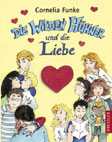 Cornelia Funke
DIE WILDEN HÜHNER
und die
Liebe